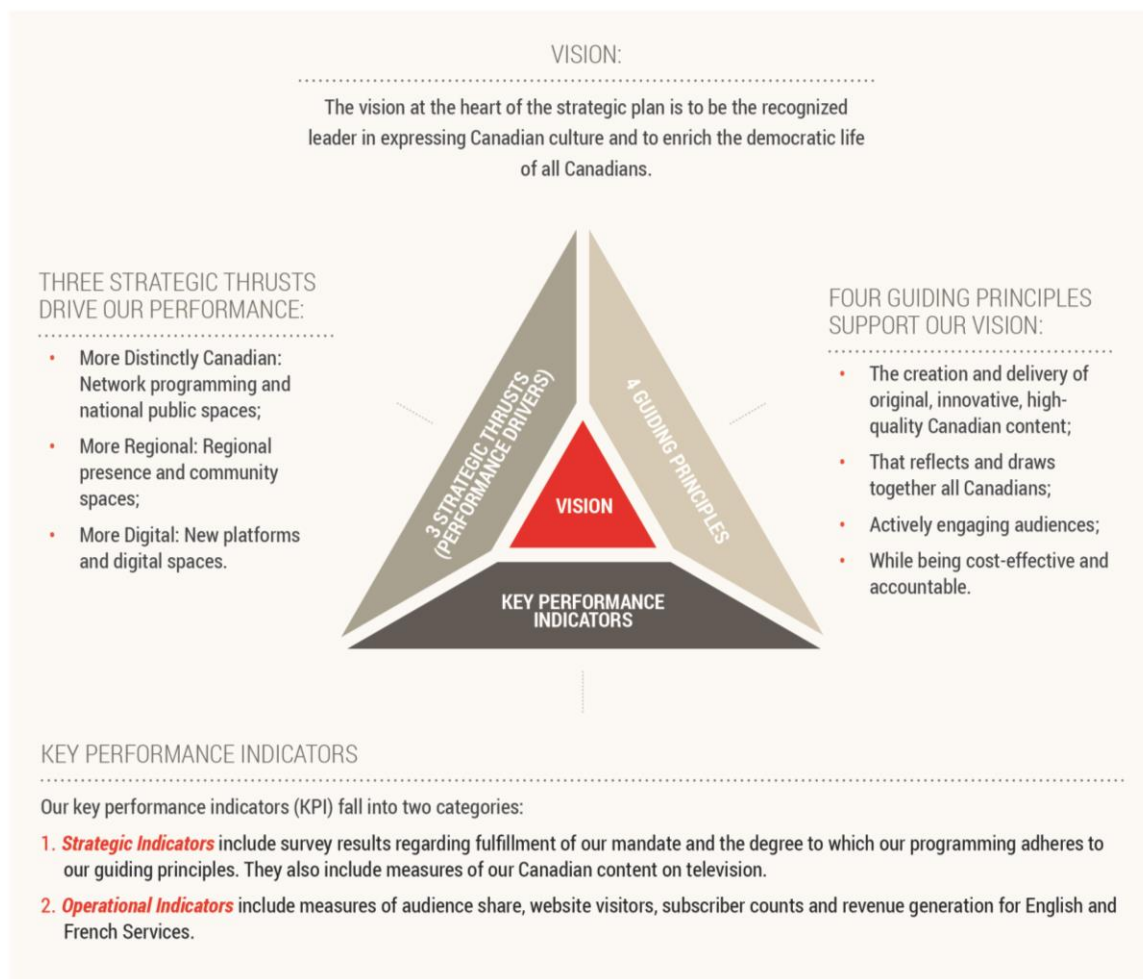 VISION:
The vision at the heart of the strategic plan is to be the recognized
leader in expressing Canadian culture and to enrich the democratic life
of all Canadians.
THREE STRATEGIC THRUSTS
DRIVE OUR PERFORMANCE:
• More Distinctly Canadian:
Network programming and
national public spaces;
• More Regional: Regional
presence and community
spaces;
• More Digital: New platforms
and digital spaces.
3 STRATEGIC THRUSTS
(PERFORMANCE DRIVERS)
4 GUIDING PRINCIPLES
VISION
KEY PERFORMANCE
INDICATORS
FOUR GUIDING PRINCIPLES
SUPPORT OUR VISION:
• The creation and delivery of
original, innovative, high-
quality Canadian content;
• That reflects and draws
together all Canadians;
• Actively engaging audiences;
• While being cost-effective and
accountable.
KEY PERFORMANCE INDICATORS
Our key performance indicators (KPI) fall into two categories:
1. Strategic Indicators include survey results regarding fulfillment of our mandate and the degree to which our programming adheres to
our guiding principles. They also include measures of our Canadian content on television.
2. Operational Indicators include measures of audience share, website visitors, subscriber counts and revenue generation for English and
French Services.